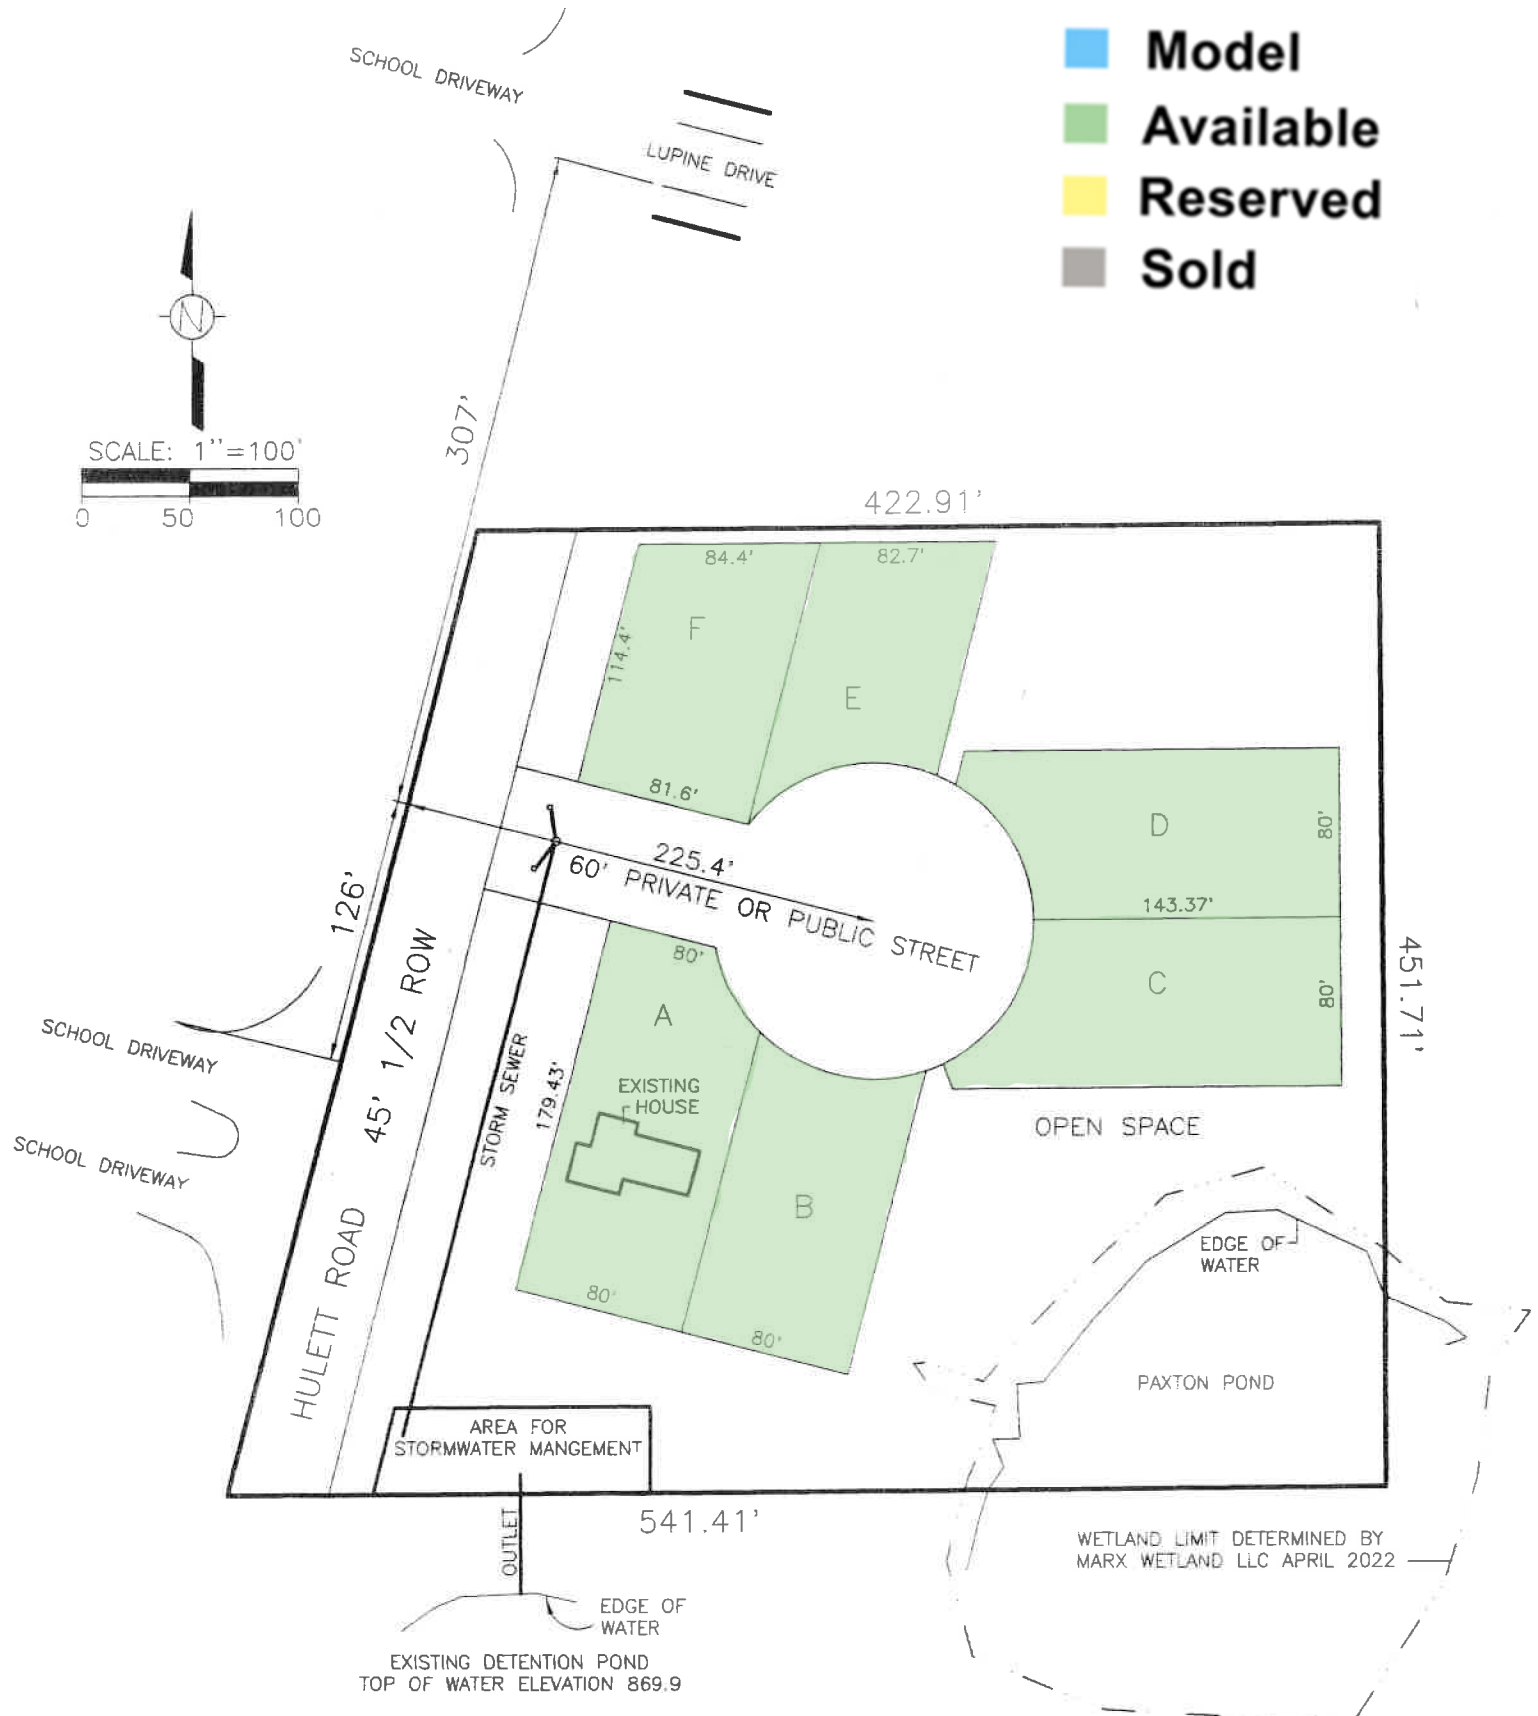 SCHOOL DRIVEWAY
Model
Available
Reserved
Sold
LUPINE DRIVE
N
SCALE: 1''=100'
0 50 100
307'
422.91'
84.4'
82.7'
F
114.4'
E
81.6'
D
80'
225.4'
60' PRIVATE OR PUBLIC STREET
143.37'
126'
45' 1/2 ROW
80'
A
C
80'
451.71'
SCHOOL DRIVEWAY
STORM SEWER
179.43'
EXISTING
HOUSE
OPEN SPACE
SCHOOL DRIVEWAY
HULETT ROAD
B
EDGE OF
WATER
80'
80'
PAXTON POND
AREA FOR
STORMWATER MANGEMENT
541.41'
OUTLET
WETLAND LIMIT DETERMINED BY
MARX WETLAND LLC APRIL 2022
EDGE OF
WATER
EXISTING DETENTION POND
TOP OF WATER ELEVATION 869.9